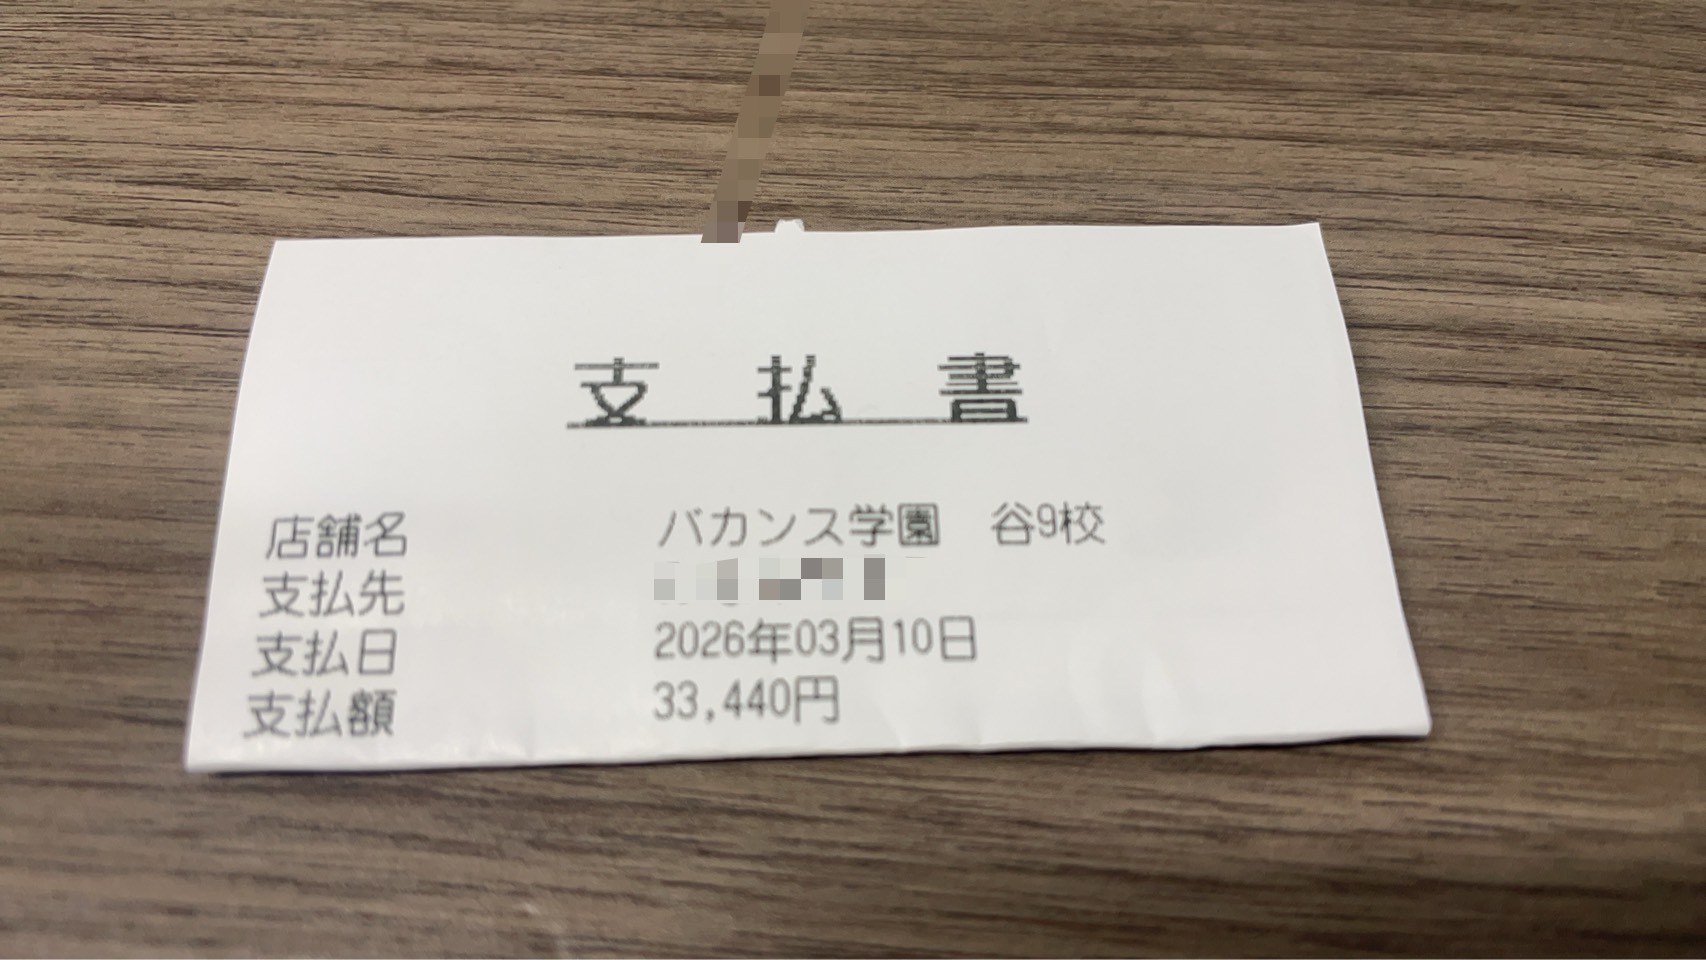 支払書
店舗名 バカンス学園 谷9校
支払先
支払日 2026年03月10日
支払額 33,440円